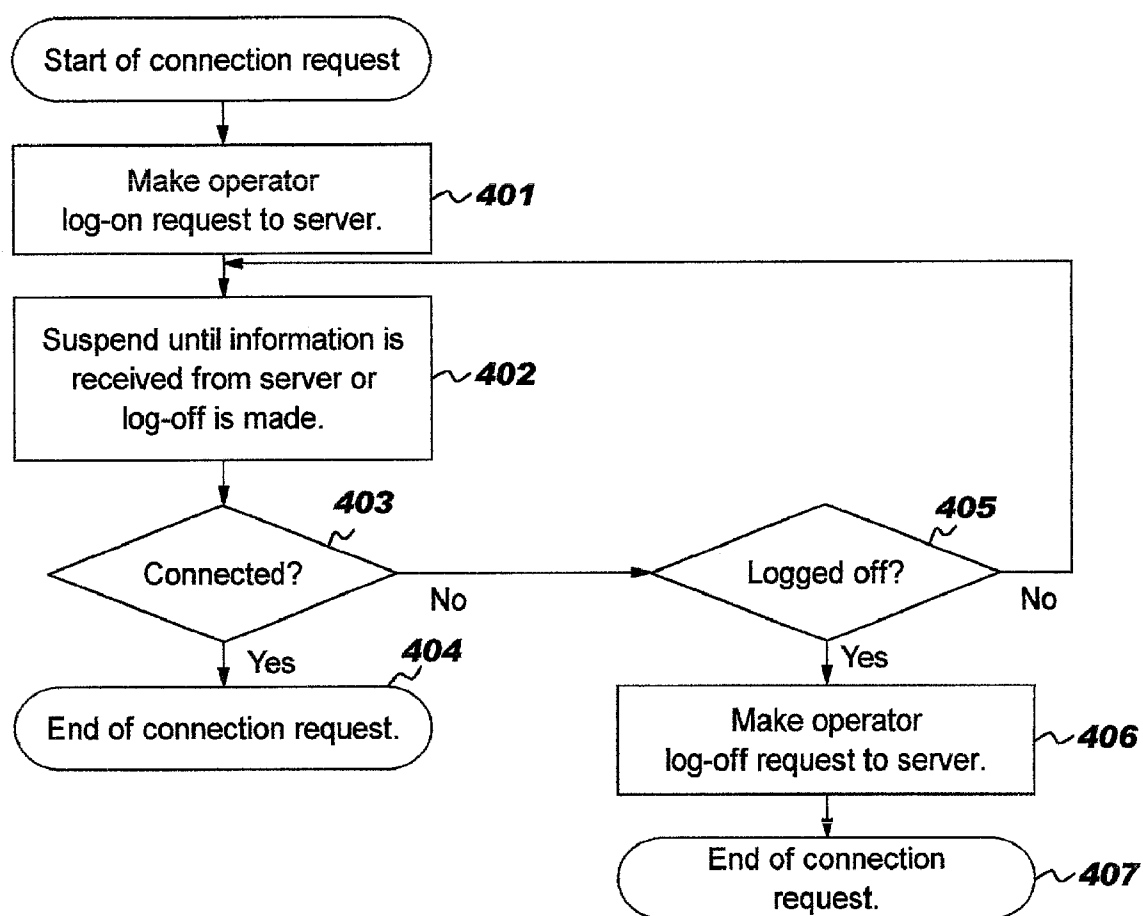 Start of connection request
Make operator
log-on request to server.
401
Suspend until information is
received from server or
log-off is made.
402
403
Connected?
No
Yes
404
End of connection request.
405
Logged off?
No
Yes
Make operator
log-off request to server.
406
End of connection
request.
407